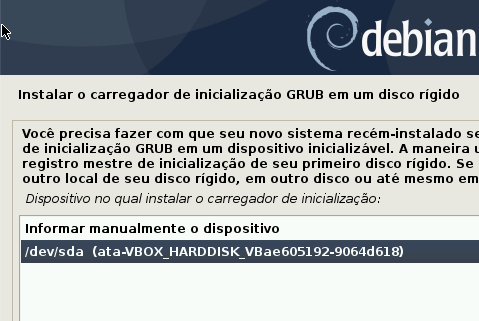 debian
Instalar o carregador de inicialização GRUB em um disco rígido
Você precisa fazer com que seu novo sistema recém-instalado se
de inicialização GRUB em um dispositivo inicializável. A maneira
registro mestre de inicialização de seu primeiro disco rígido. Se
outro local de seu disco rígido, em outro disco ou até mesmo em
Dispositivo no qual instalar o carregador de inicialização:
Informar manualmente o dispositivo
/dev/sda (ata-VBOX_HARDDISK_VBae605192-9064d618)